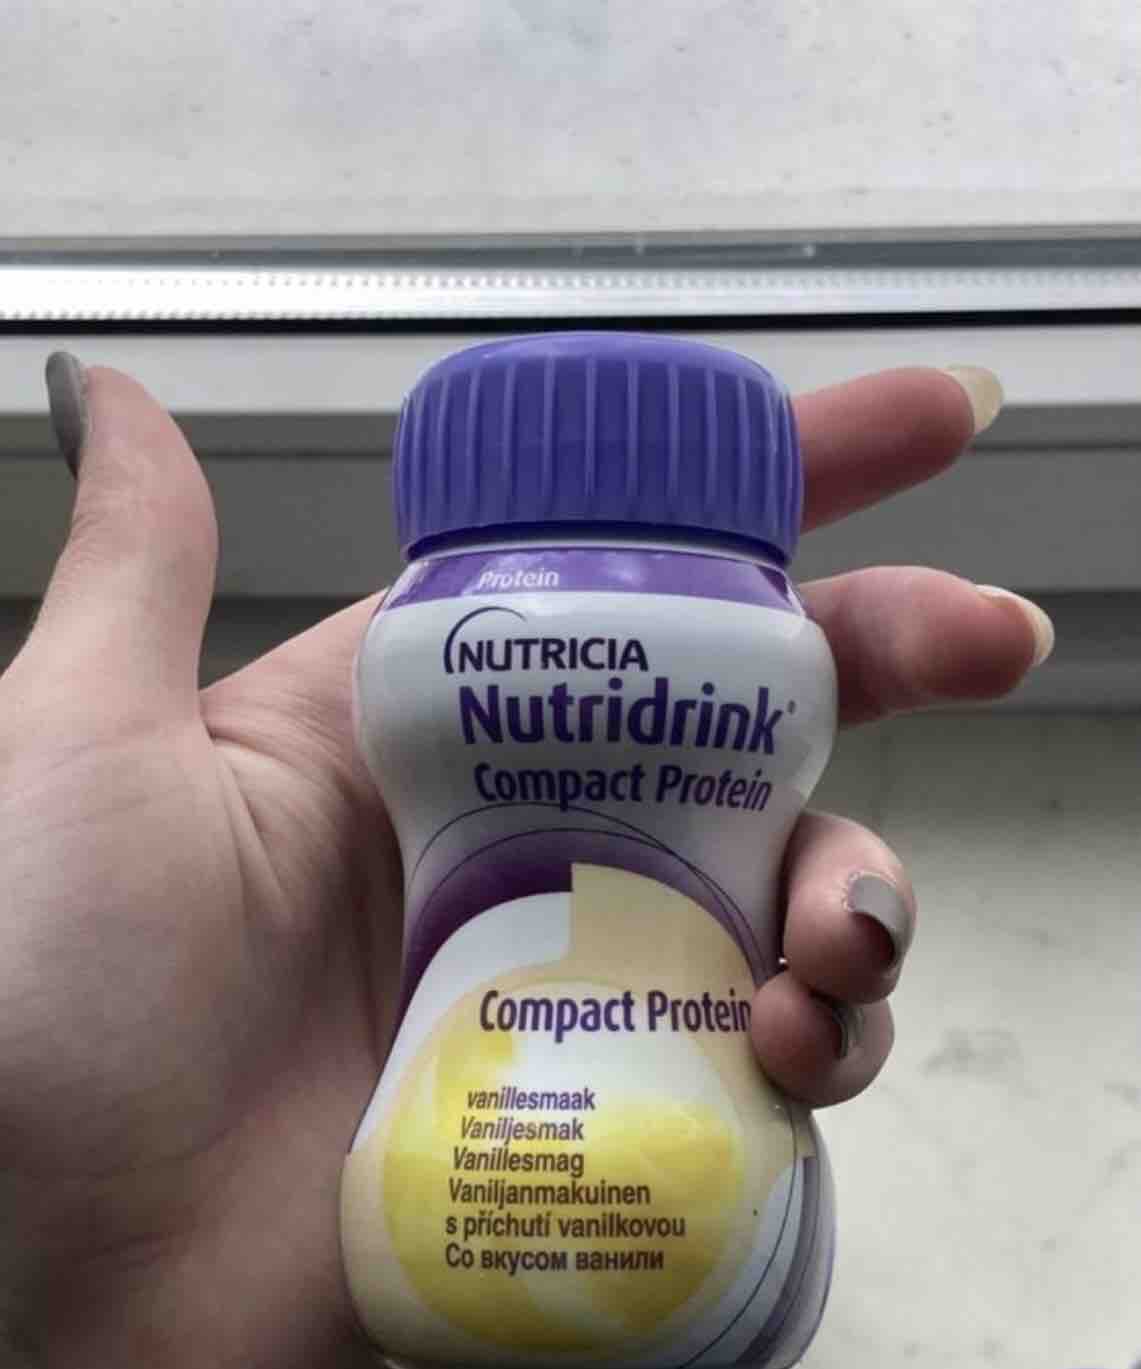 Protein
NUTRICIA
Nutridrink®
Compact Protein
Compact Protein
vanillesmaak
Vaniljesmak
Vanillesmag
Vaniljanmakuinen
s příchutí vanilkovou
Со вкусом ванили